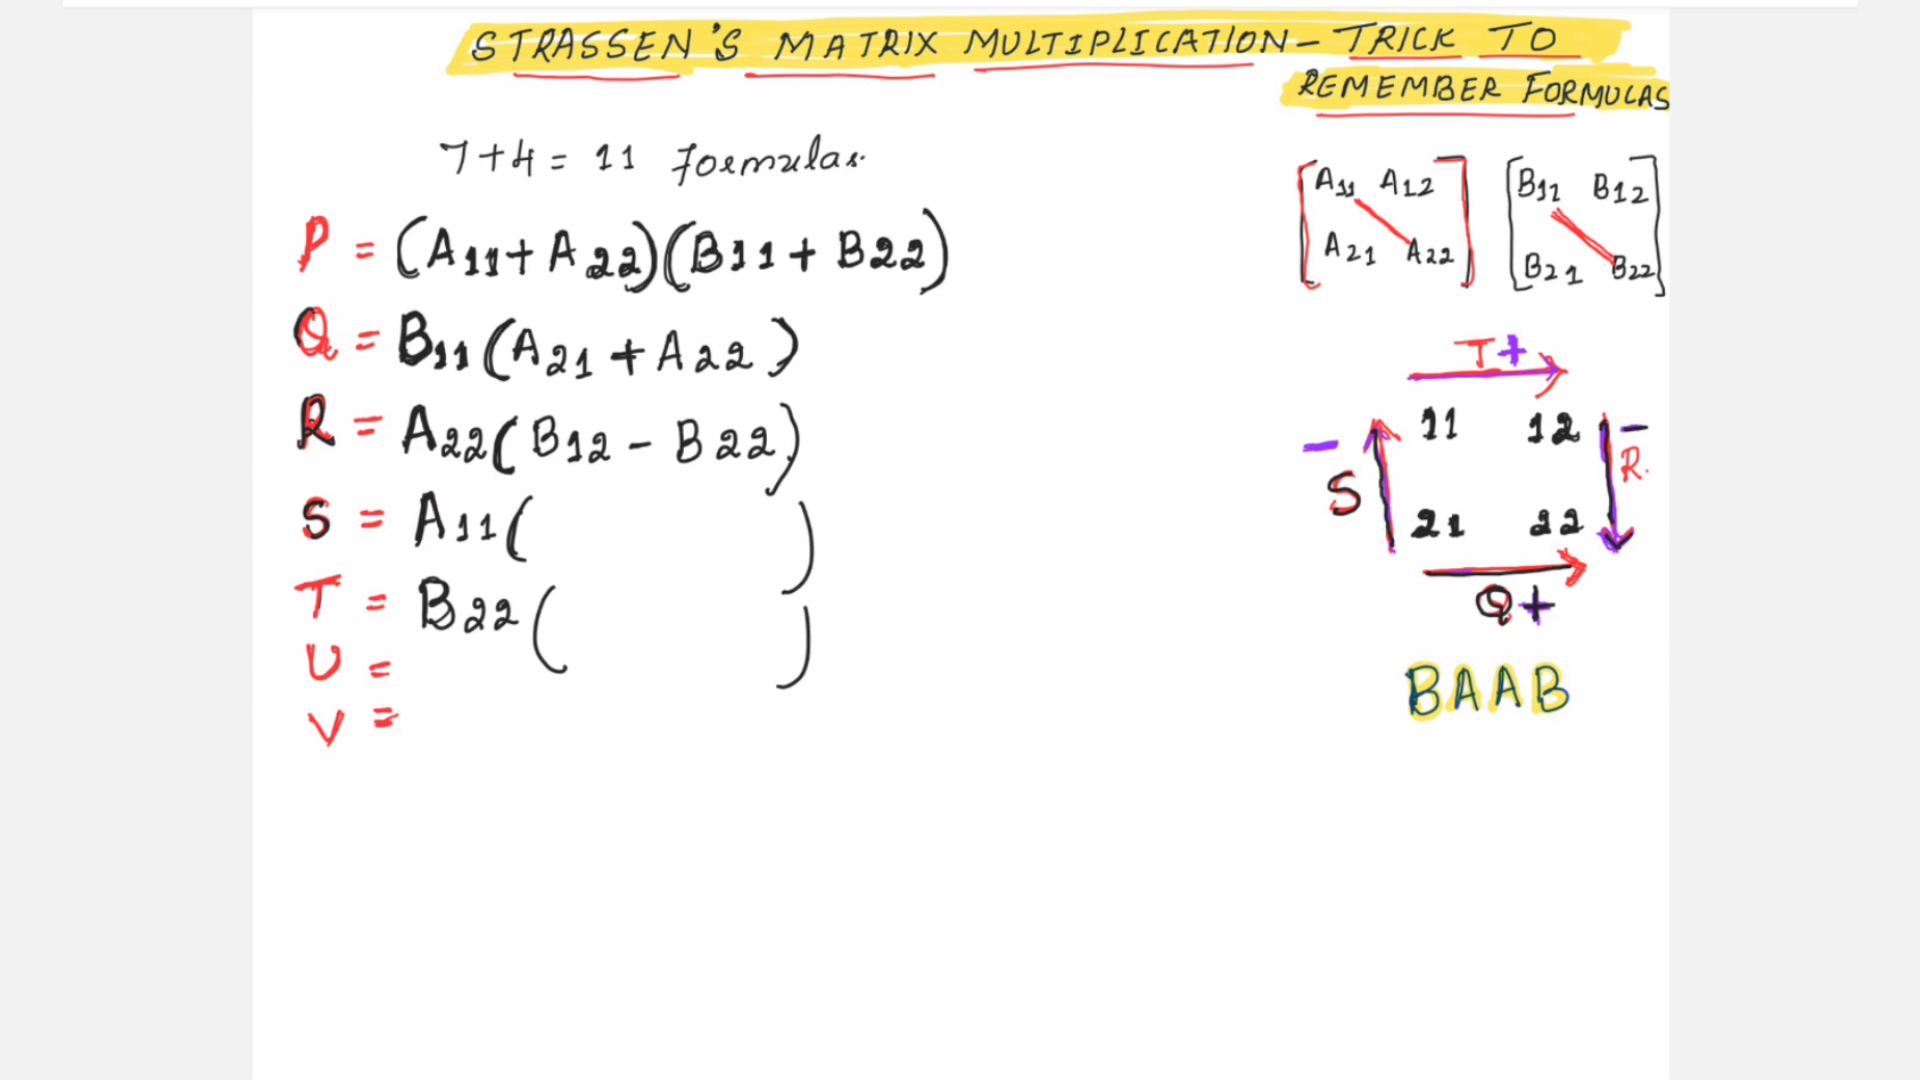 STRASSEN'S MATRIX MULTIPLICATION - TRICK TO
REMEMBER FORMULAS
7+4= 11 Formulas.
A11 A12
A21 A22
B11 B12
B21 B22
P = (A11+ A22)(B11 + B22)
Q = B11 (A21 + A22)
R = A22( B12 - B22)
S = A11( )
T = B22( )
U =
V =
T+
11 12
- S
- R.
21 22
Q +
BAAB